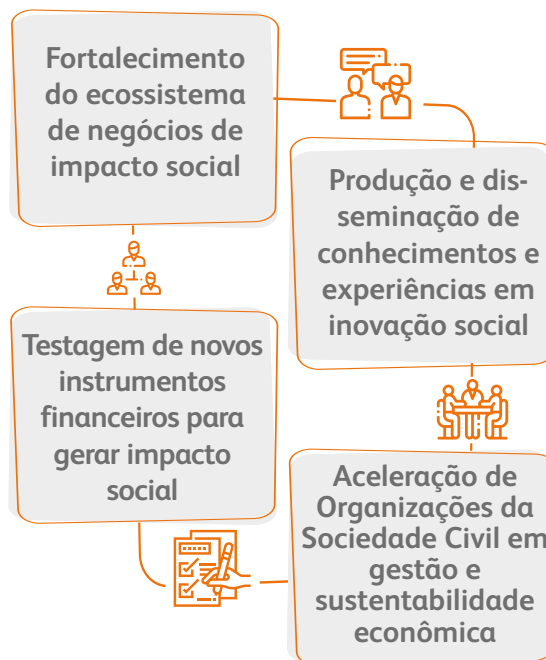 Fortalecimento
do ecossistema
de negócios de
impacto social
Produção e dis-
seminação de
conhecimentos e
experiências em
inovação social
Testagem de novos
instrumentos
financeiros para
gerar impacto
social
Aceleração de
Organizações da
Sociedade Civil em
gestão e
sustentabilidade
econômica